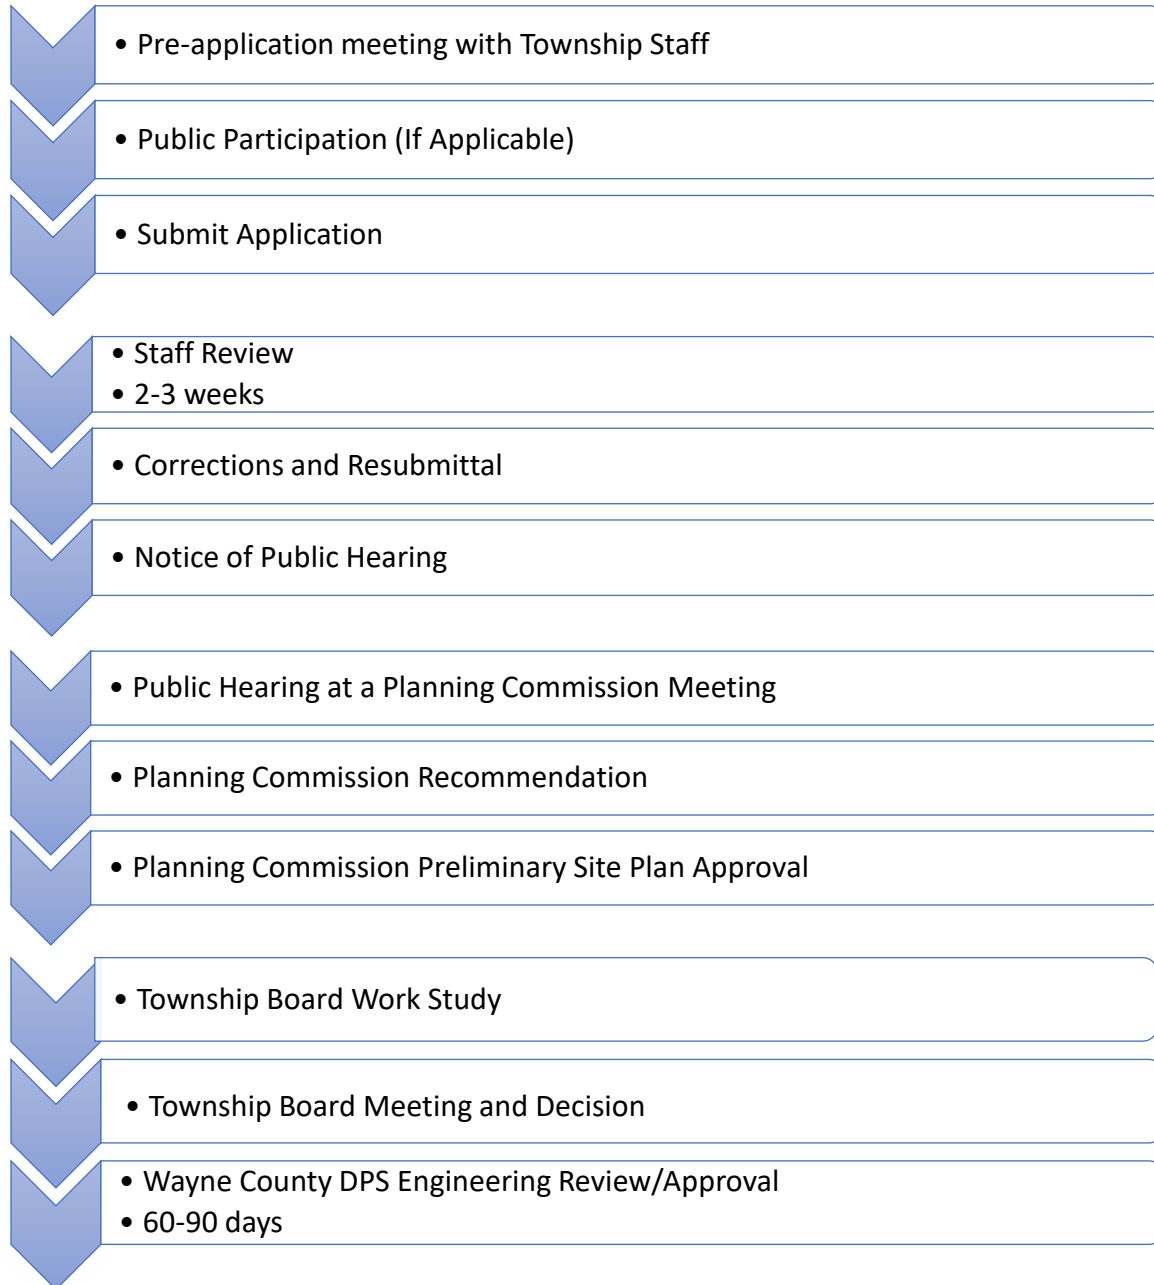 • Pre-application meeting with Township Staff
• Public Participation (If Applicable)
• Submit Application
• Staff Review
• 2-3 weeks
• Corrections and Resubmittal
• Notice of Public Hearing
• Public Hearing at a Planning Commission Meeting
• Planning Commission Recommendation
• Planning Commission Preliminary Site Plan Approval
• Township Board Work Study
• Township Board Meeting and Decision
• Wayne County DPS Engineering Review/Approval
• 60-90 days